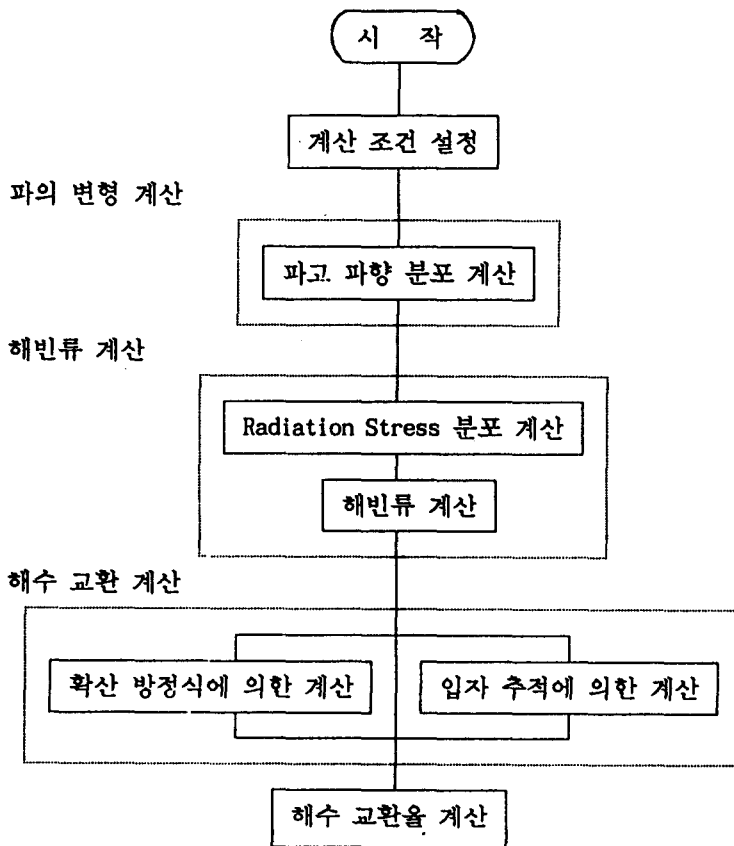 시 작
계산 조건 설정
파의 변형 계산
파고 파향 분포 계산
해빈류 계산
Radiation Stress 분포 계산
해빈류 계산
해수 교환 계산
확산 방정식에 의한 계산
입자 추적에 의한 계산
해수 교환율 계산